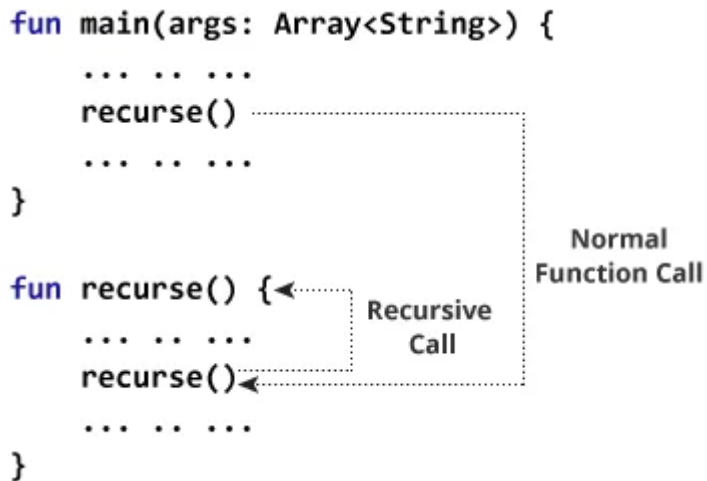 fun main(args: Array<String>) {
... .. ...
recurse()
... .. ...
}
Normal
Function Call
fun recurse() {
Recursive
Call
... .. ...
recurse()
... .. ...
}